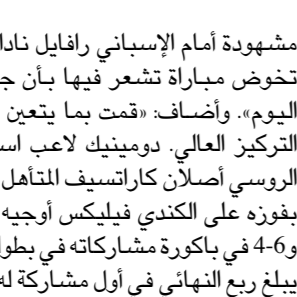 مشهودة أمام الإسباني رافايل نادا
تخوض مباراة تشعر فيها بأن ج
اليوم». وأضاف: «قمت بما يتعين
التركيز العالي. دومينيك لاعب اس
الروسي أصلان كاراتسيف المتأهل
بفوزه على الكندي فيليكس أوجيه
و6-4 في باكورة مشاركاته في بطو
يبلغ ربع النهائي في أول مشاركة له